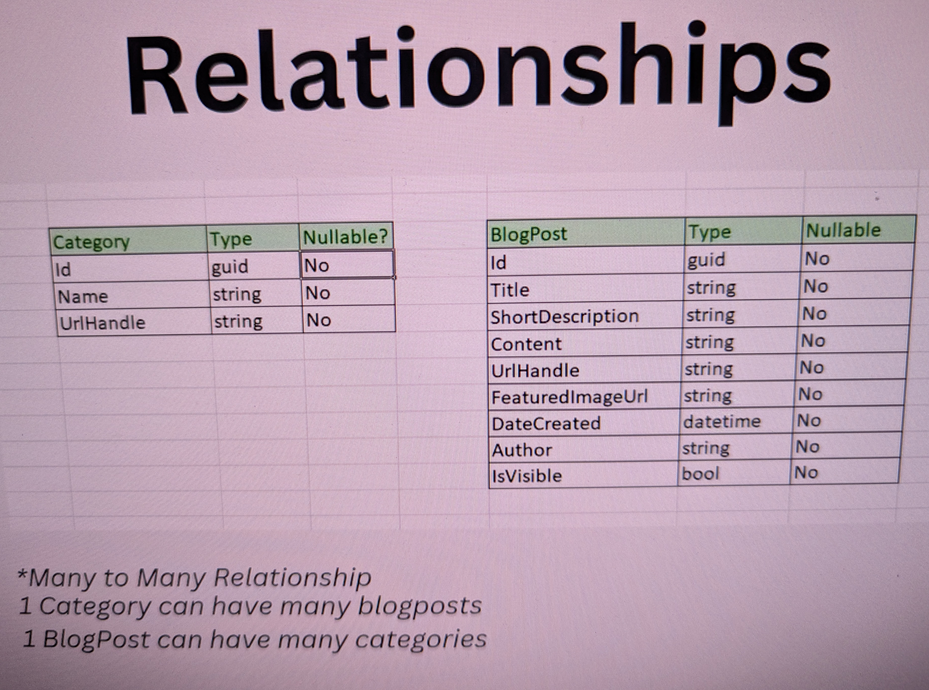 Relationships
Category Type Nullable?
Id guid No
Name string No
UrlHandle string No
BlogPost Type Nullable
Id guid No
Title string No
ShortDescription string No
Content string No
UrlHandle string No
FeaturedImageUrl string No
DateCreated datetime No
Author string No
IsVisible bool No
*Many to Many Relationship
1 Category can have many blogposts
1 BlogPost can have many categories